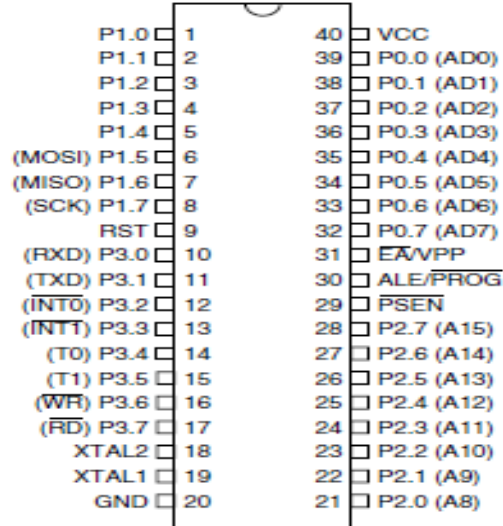 P1.0 1 40 VCC
P1.1 2 39 P0.0 (AD0)
P1.2 3 38 P0.1 (AD1)
P1.3 4 37 P0.2 (AD2)
P1.4 5 36 P0.3 (AD3)
(MOSI) P1.5 6 35 P0.4 (AD4)
(MISO) P1.6 7 34 P0.5 (AD5)
(SCK) P1.7 8 33 P0.6 (AD6)
RST 9 32 P0.7 (AD7)
(RXD) P3.0 10 31 E̅A̅/VPP
(TXD) P3.1 11 30 ALE/P̅R̅O̅G̅
(I̅N̅T̅0̅) P3.2 12 29 P̅S̅E̅N̅
(I̅N̅T̅1̅) P3.3 13 28 P2.7 (A15)
(T0) P3.4 14 27 P2.6 (A14)
(T1) P3.5 15 26 P2.5 (A13)
(W̅R̅) P3.6 16 25 P2.4 (A12)
(R̅D̅) P3.7 17 24 P2.3 (A11)
XTAL2 18 23 P2.2 (A10)
XTAL1 19 22 P2.1 (A9)
GND 20 21 P2.0 (A8)